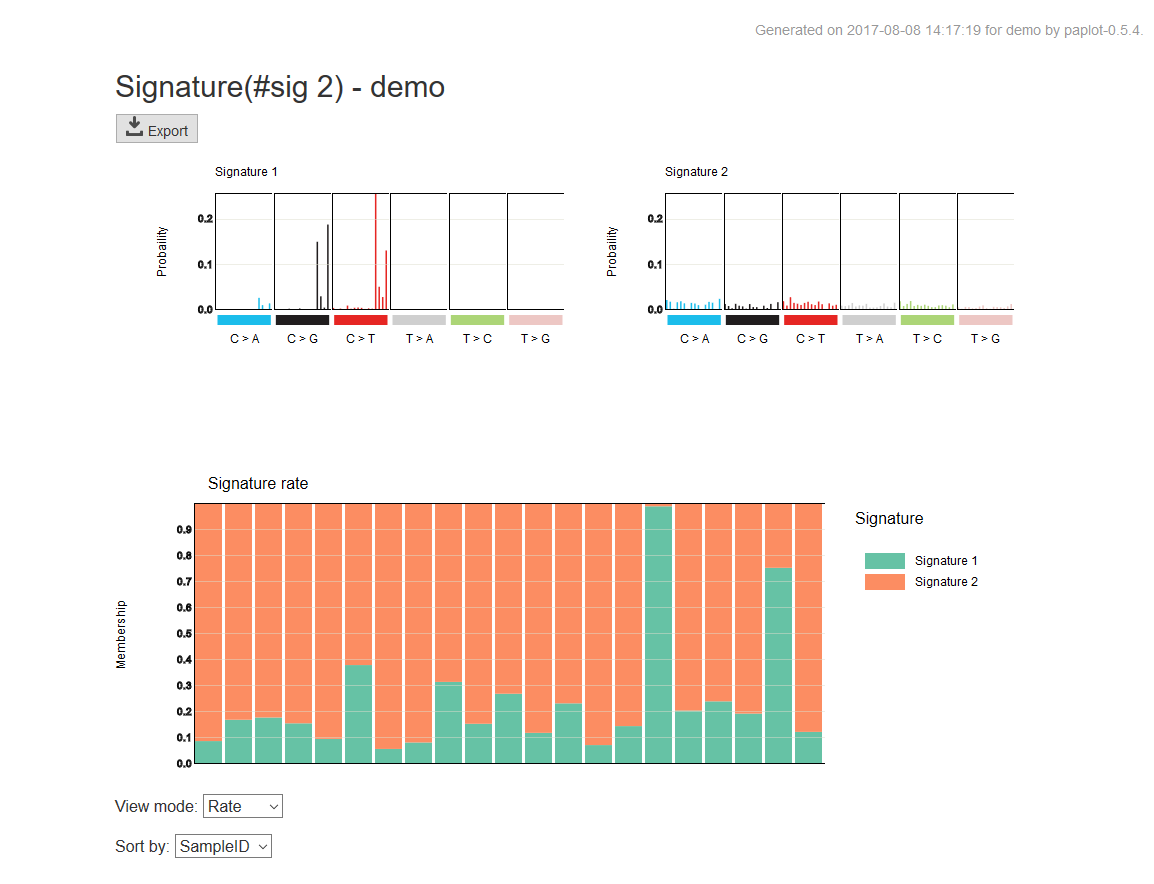 Generated on 2017-08-08 14:17:19 for demo by paplot-0.5.4.
Signature(#sig 2) - demo
Export
Signature 1
Probaility
0.2
0.1
0.0
C > A
C > G
C > T
T > A
T > C
T > G
Signature 2
Probaility
0.2
0.1
0.0
C > A
C > G
C > T
T > A
T > C
T > G
Signature rate
Membership
0.9
0.8
0.7
0.6
0.5
0.4
0.3
0.2
0.1
0.0
Signature
Signature 1
Signature 2
View mode: Rate
Sort by: SampleID